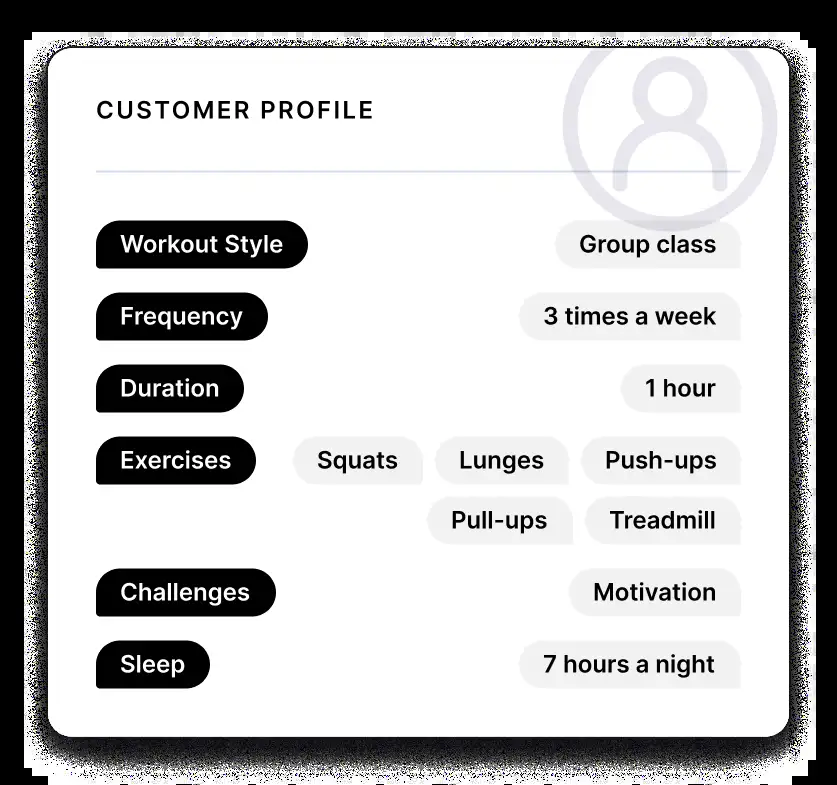 CUSTOMER PROFILE
Workout Style Group class
Frequency 3 times a week
Duration 1 hour
Exercises Squats Lunges Push-ups
Pull-ups Treadmill
Challenges Motivation
Sleep 7 hours a night